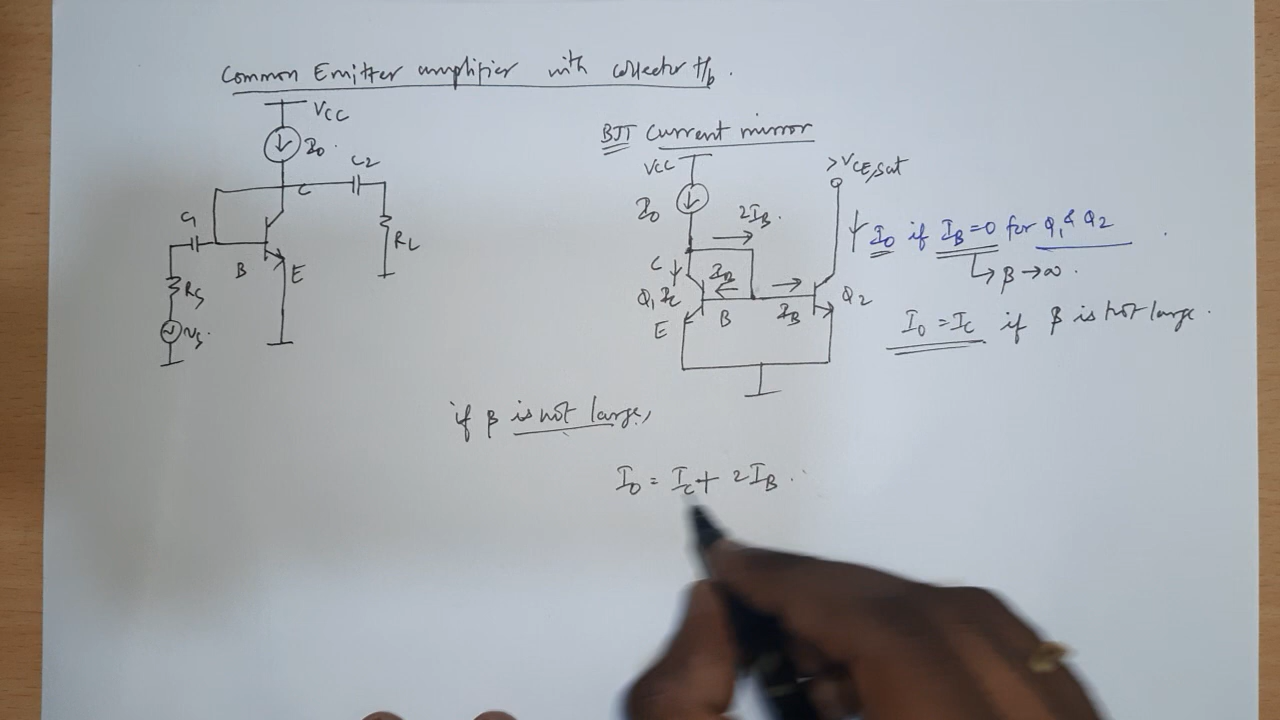 Common Emitter amplifier with collector f/b.
VCC
I0.
C2
C
C1
RL
B
E
RS
vs.
BJT Current mirror
VCC
>VCE,sat
I0
2IB.
I0 if IB=0 for Q1 & Q2
β→∞.
C
IB
Q1 IC
Q2
E
B
IB
I0 = IC if β is not large.
if β is not large,
I0 = IC + 2IB.